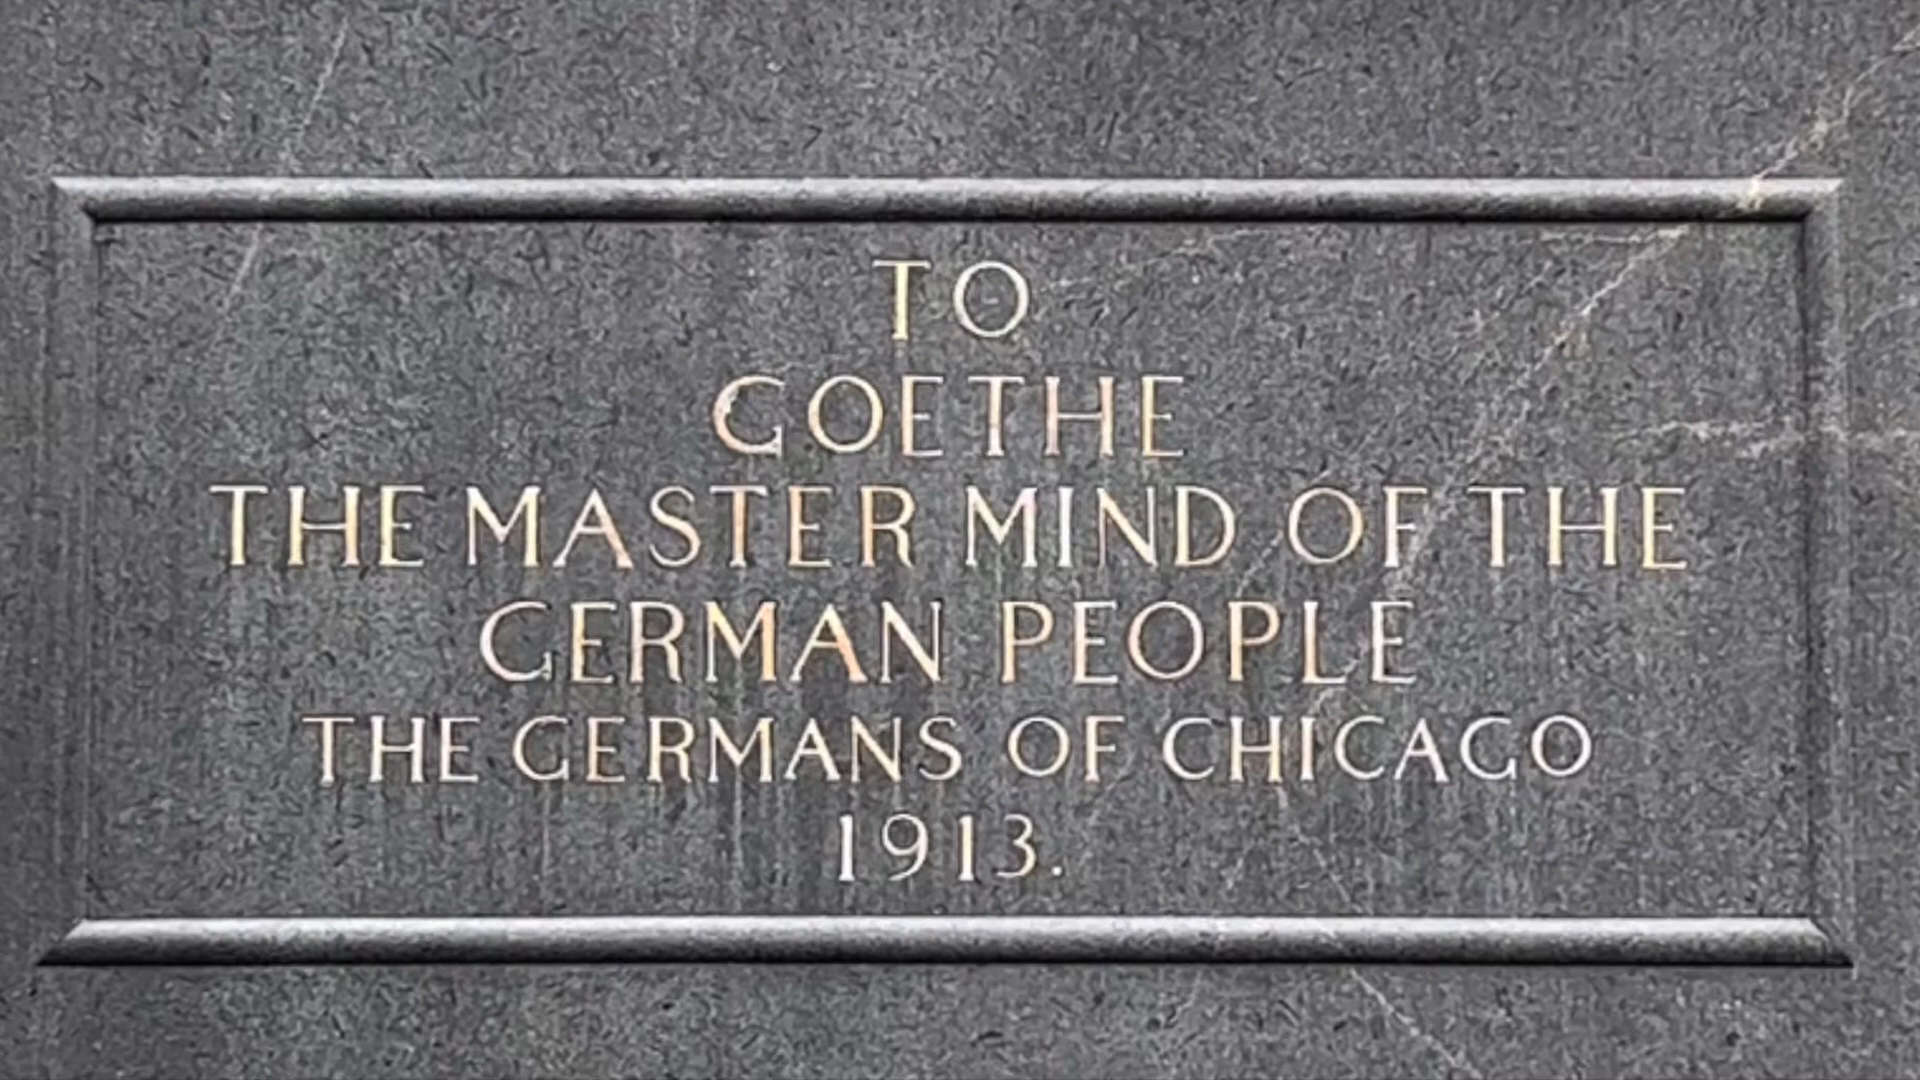 TO
GOETHE
THE MASTER MIND OF THE
GERMAN PEOPLE
THE GERMANS OF CHICAGO
1913.